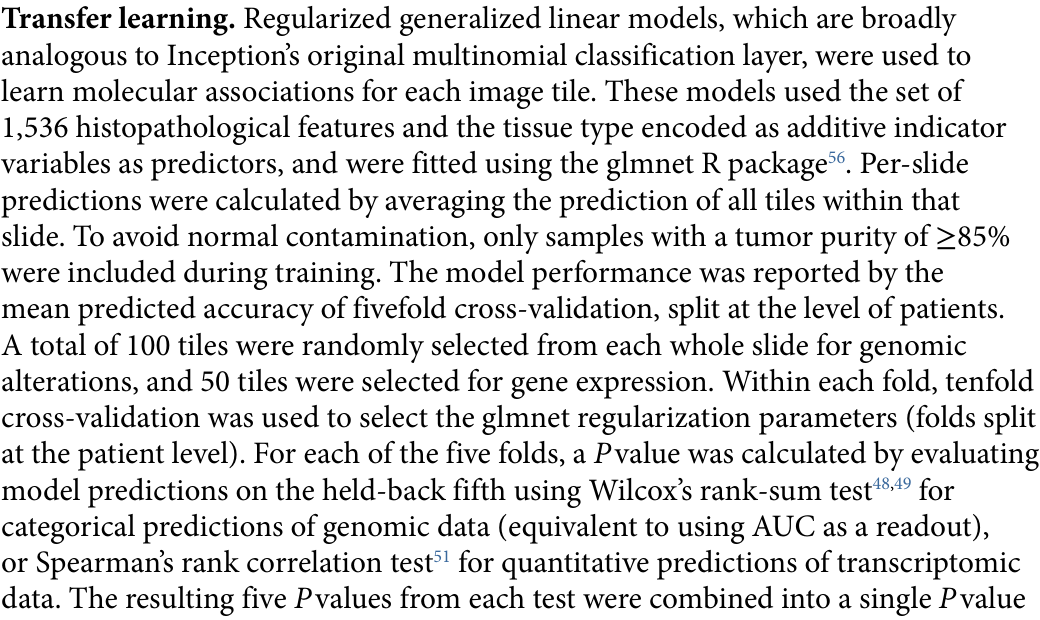 Transfer learning. Regularized generalized linear models, which are broadly
analogous to Inception’s original multinomial classification layer, were used to
learn molecular associations for each image tile. These models used the set of
1,536 histopathological features and the tissue type encoded as additive indicator
variables as predictors, and were fitted using the glmnet R package56. Per-slide
predictions were calculated by averaging the prediction of all tiles within that
slide. To avoid normal contamination, only samples with a tumor purity of ≥85%
were included during training. The model performance was reported by the
mean predicted accuracy of fivefold cross-validation, split at the level of patients.
A total of 100 tiles were randomly selected from each whole slide for genomic
alterations, and 50 tiles were selected for gene expression. Within each fold, tenfold
cross-validation was used to select the glmnet regularization parameters (folds split
at the patient level). For each of the five folds, a P value was calculated by evaluating
model predictions on the held-back fifth using Wilcox’s rank-sum test48,49 for
categorical predictions of genomic data (equivalent to using AUC as a readout),
or Spearman’s rank correlation test51 for quantitative predictions of transcriptomic
data. The resulting five P values from each test were combined into a single P value